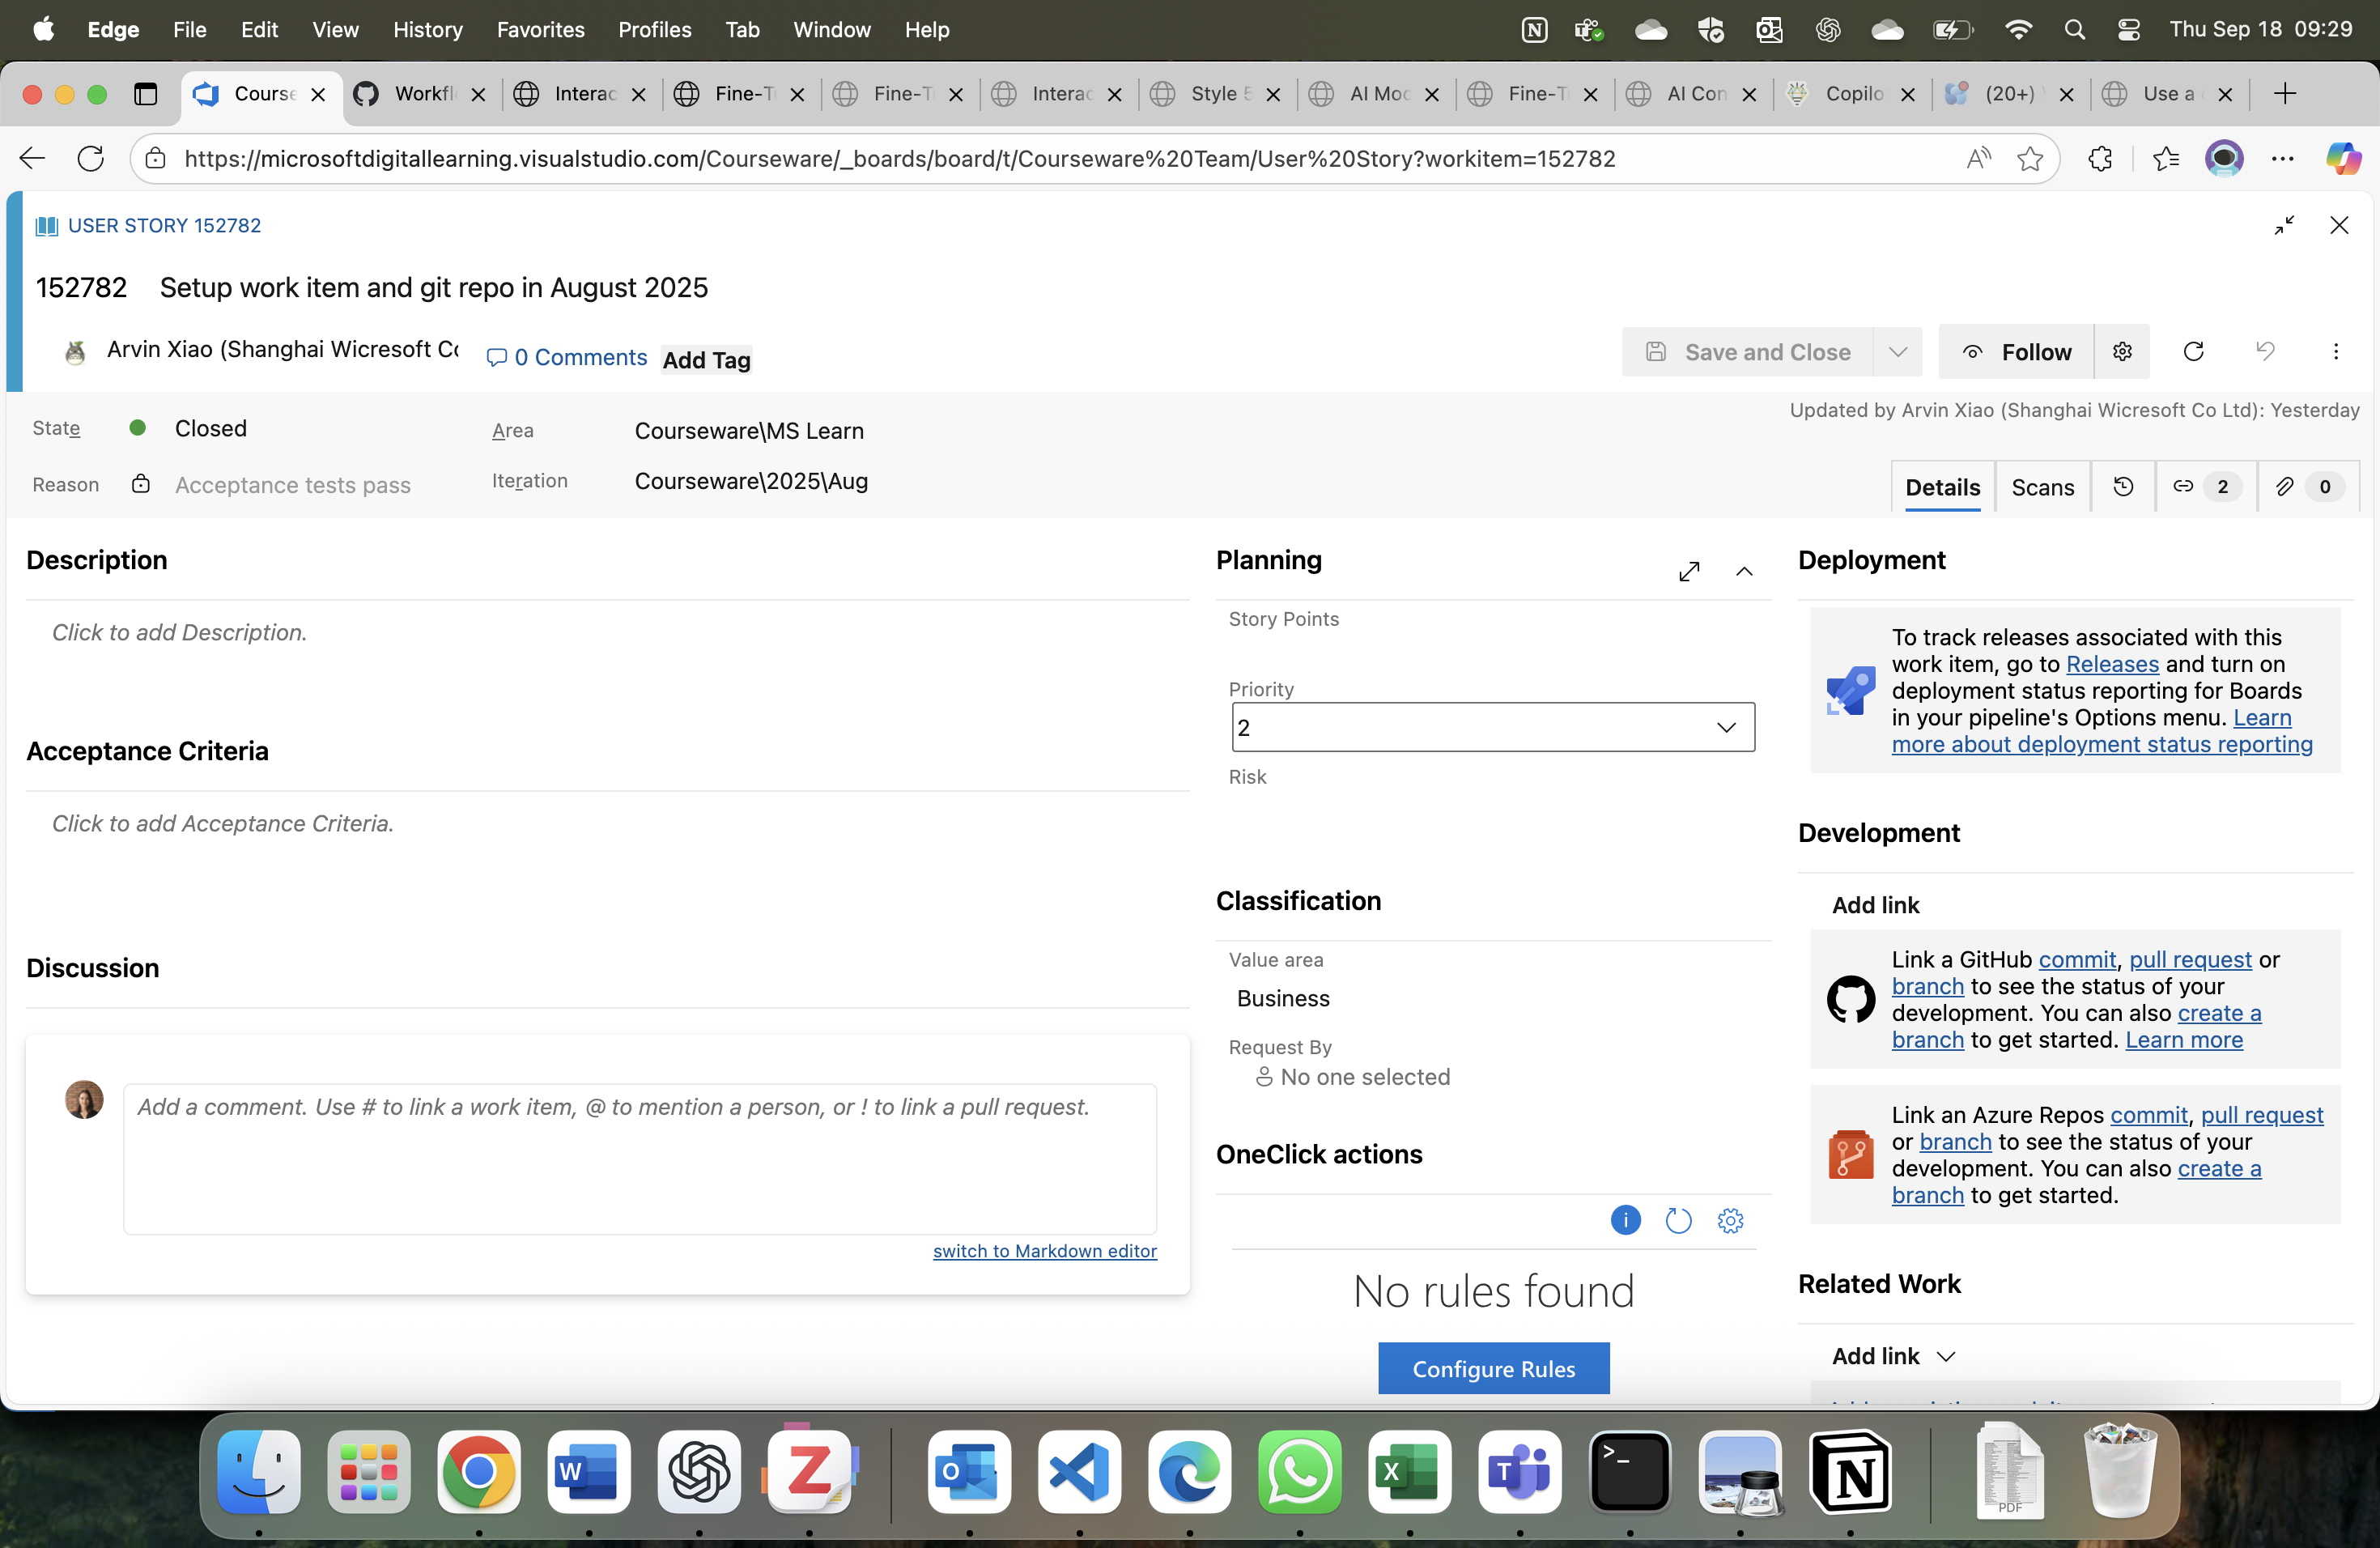 Edge File Edit View History Favorites Profiles Tab Window Help Thu Sep 18 09:29
Course Workfl Interac Fine-T Fine-T Interac Style 5 AI Mod Fine-T AI Con Copilo (20+) Use a
https://microsoftdigitallearning.visualstudio.com/Courseware/_boards/board/t/Courseware%20Team/User%20Story?workitem=152782
USER STORY 152782
152782 Setup work item and git repo in August 2025
Arvin Xiao (Shanghai Wicresoft Co 0 Comments Add Tag Save and Close Follow
Updated by Arvin Xiao (Shanghai Wicresoft Co Ltd): Yesterday
State Closed Area Courseware\MS Learn
Reason Acceptance tests pass Iteration Courseware\2025\Aug
Details Scans 2 0
Description
Click to add Description.
Acceptance Criteria
Click to add Acceptance Criteria.
Discussion
Add a comment. Use # to link a work item, @ to mention a person, or ! to link a pull request.
switch to Markdown editor
Planning
Story Points
Priority
2
Risk
Classification
Value area
Business
Request By
No one selected
OneClick actions
No rules found
Configure Rules
Deployment
To track releases associated with this
work item, go to Releases and turn on
deployment status reporting for Boards
in your pipeline's Options menu. Learn
more about deployment status reporting
Development
Add link
Link a GitHub commit, pull request or
branch to see the status of your
development. You can also create a
branch to get started. Learn more
Link an Azure Repos commit, pull request
or branch to see the status of your
development. You can also create a
branch to get started.
Related Work
Add link
PDF